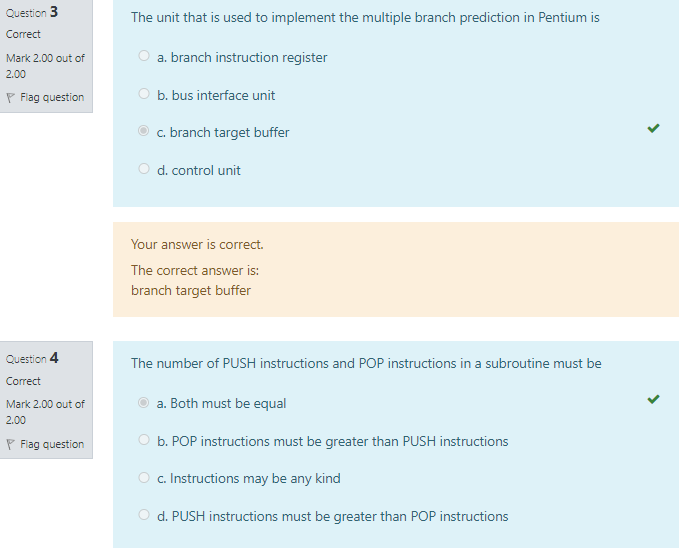 Question 3
Correct
Mark 2.00 out of
2.00
Flag question
The unit that is used to implement the multiple branch prediction in Pentium is
a. branch instruction register
b. bus interface unit
c. branch target buffer
d. control unit
Your answer is correct.
The correct answer is:
branch target buffer
Question 4
Correct
Mark 2.00 out of
2.00
Flag question
The number of PUSH instructions and POP instructions in a subroutine must be
a. Both must be equal
b. POP instructions must be greater than PUSH instructions
c. Instructions may be any kind
d. PUSH instructions must be greater than POP instructions